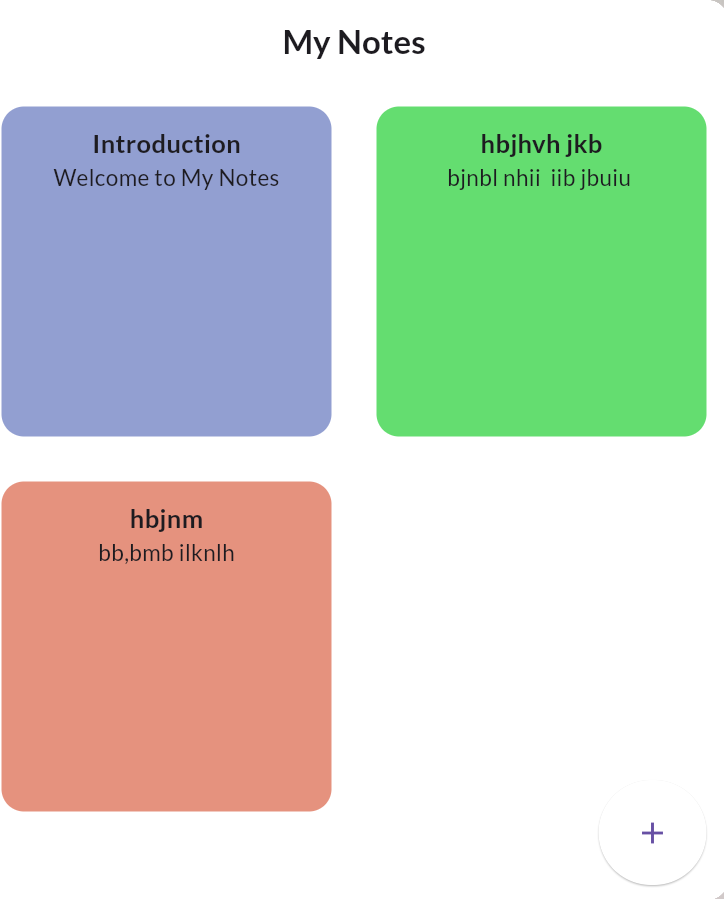 My Notes
Introduction
Welcome to My Notes
hbjhvh jkb
bjnbl nhii  iib jbuiu
hbjnm
bb,bmb ilknlh
+